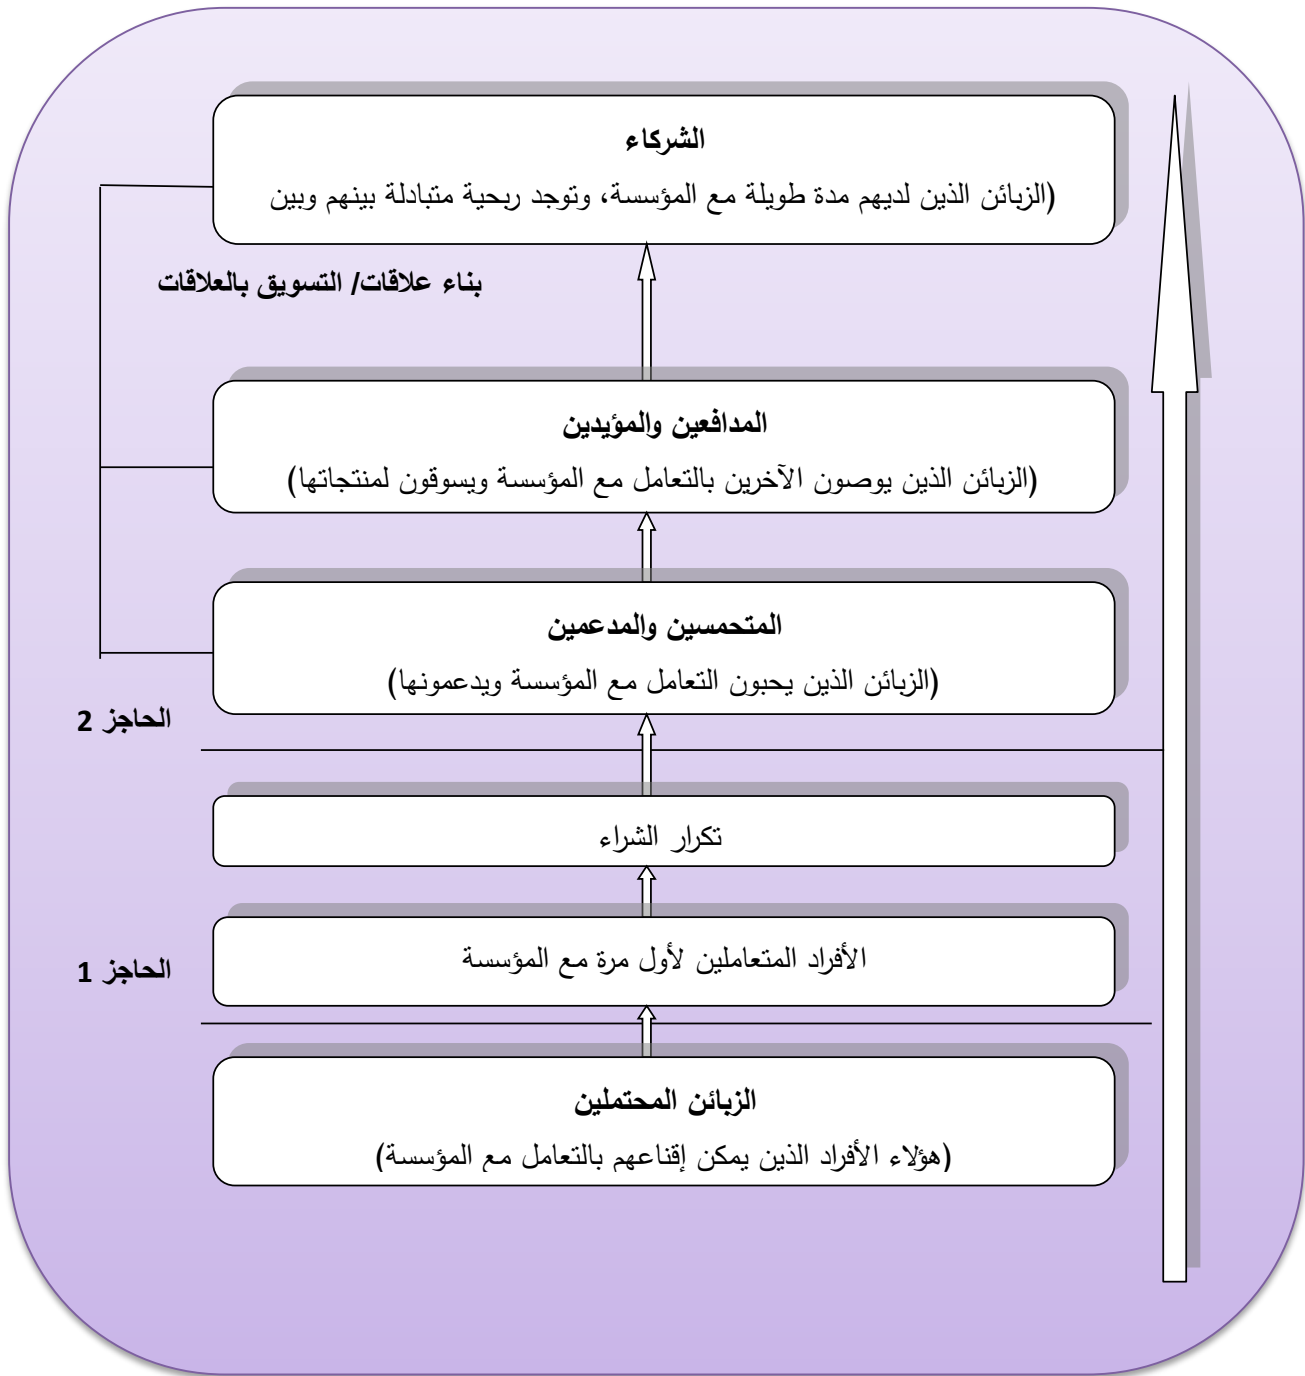 الشركاء
(الزبائن الذين لديهم مدة طويلة مع المؤسسة، وتوجد ربحية متبادلة بينهم وبين
بناء علاقات/ التسويق بالعلاقات
المدافعين والمؤيدين
(الزبائن الذين يوصون الآخرين بالتعامل مع المؤسسة ويسوقون لمنتجاتها)
المتحمسين والمدعمين
(الزبائن الذين يحبون التعامل مع المؤسسة ويدعمونها)
الحاجز 2
تكرار الشراء
الأفراد المتعاملين لأول مرة مع المؤسسة
الحاجز 1
الزبائن المحتملين
(هؤلاء الأفراد الذين يمكن إقناعهم بالتعامل مع المؤسسة)